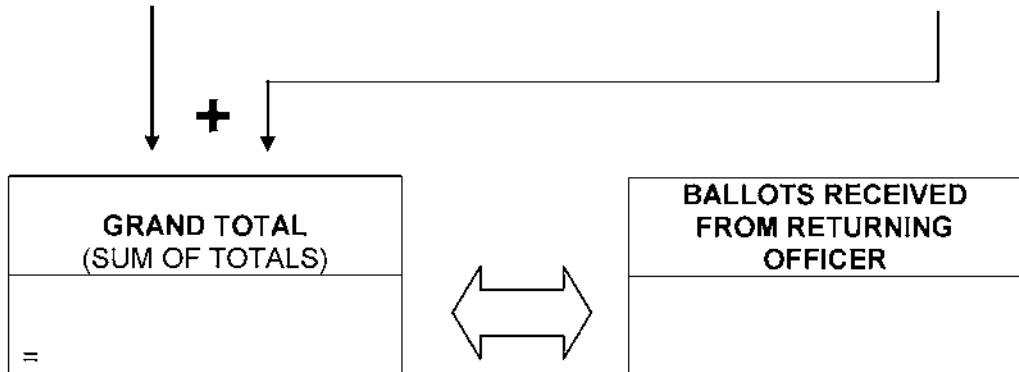 +
GRAND TOTAL
(SUM OF TOTALS)
=
BALLOTS RECEIVED
FROM RETURNING
OFFICER